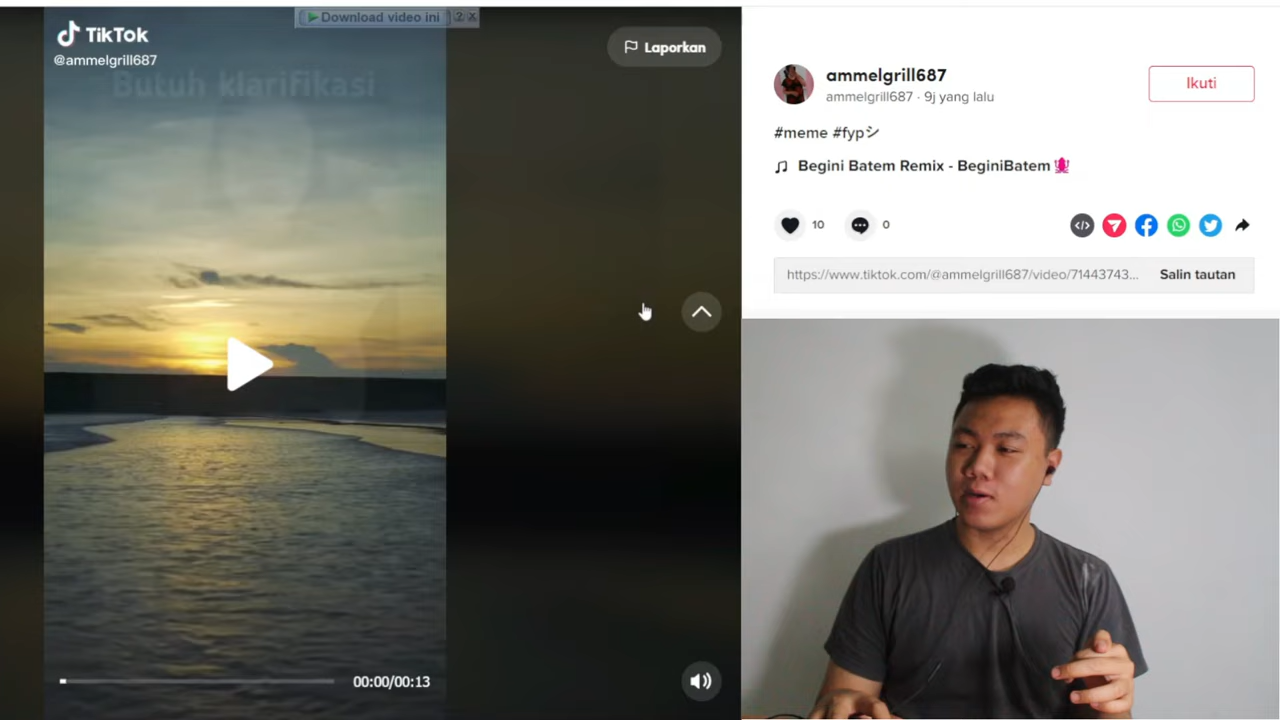 Download video ini
TikTok
@ammelgrill687
Butuh klarifikasi
Laporkan
00:00/00:13
ammelgrill687
ammelgrill687 · 9j yang lalu
Ikuti
#meme #fypシ
Begini Batem Remix - BeginiBatem
10
0
https://www.tiktok.com/@ammelgrill687/video/71443743...
Salin tautan